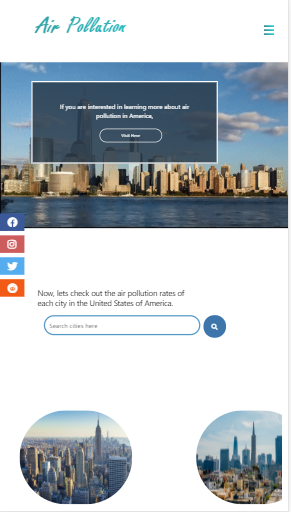 Air Pollution
If you are interested in learning more about air
pollution in America,
Visit Now
Now, lets check out the air pollution rates of
each city in the United States of America.
Search cities here